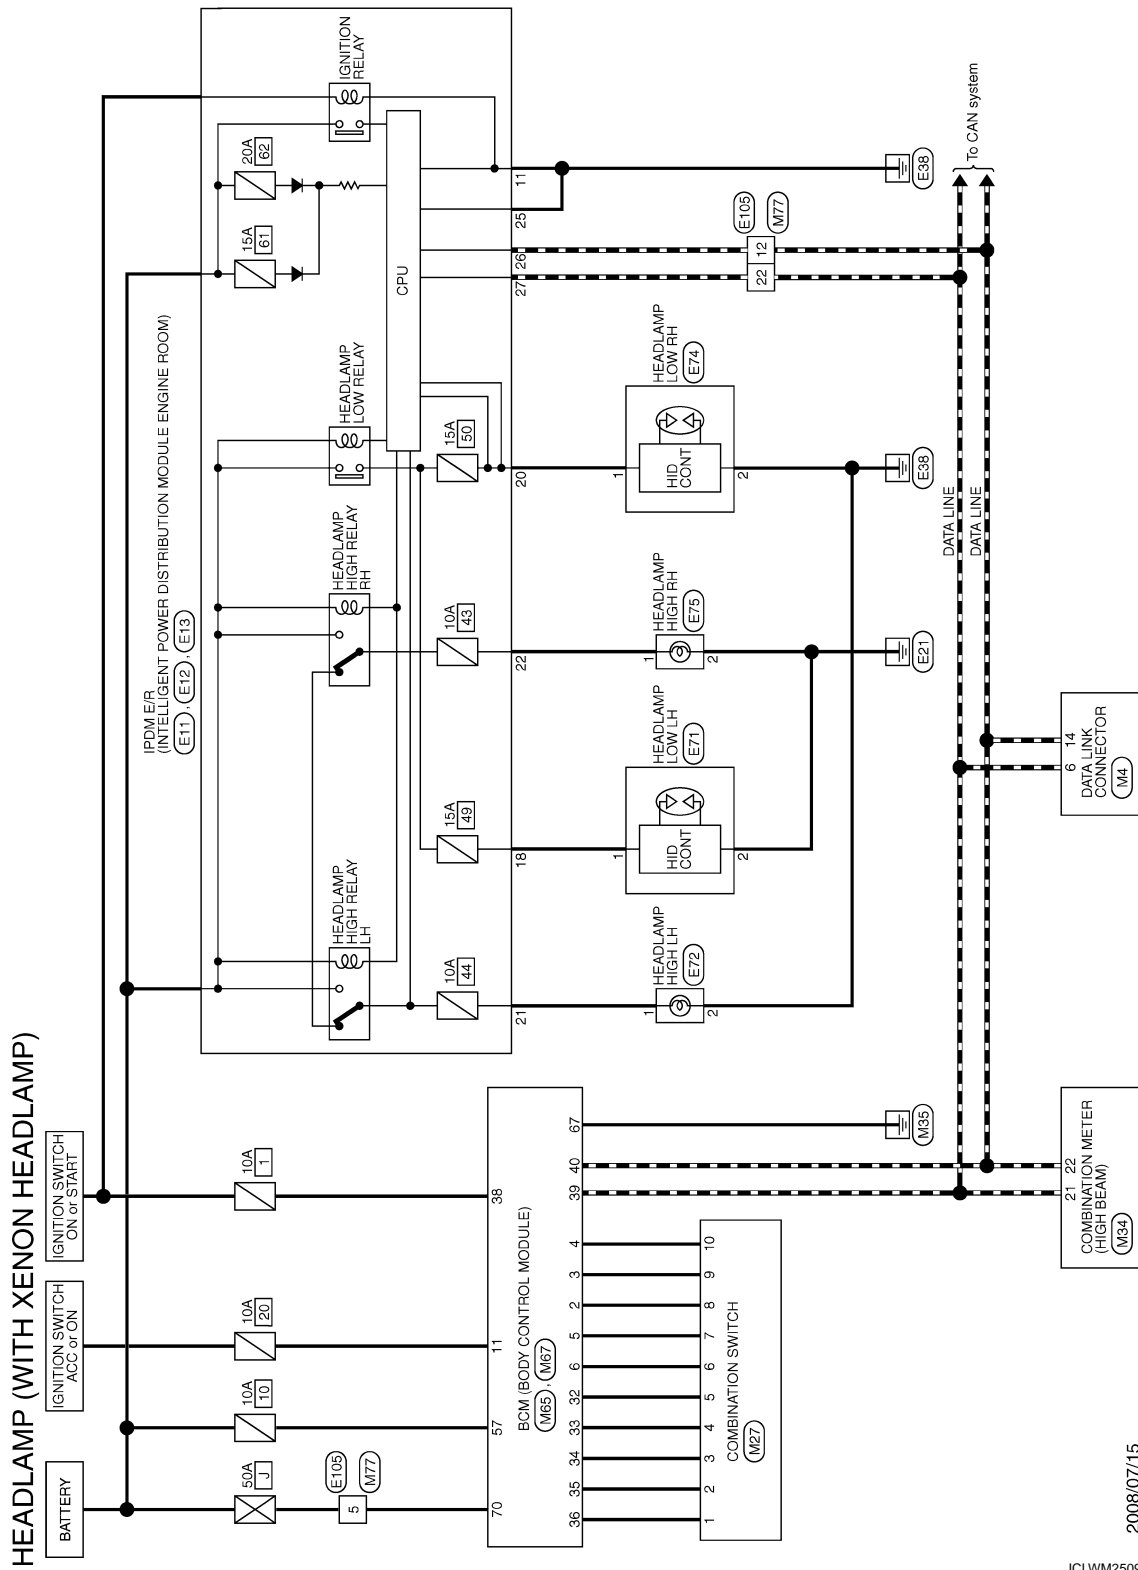 HEADLAMP (WITH XENON HEADLAMP)
BATTERY
IGNITION SWITCH
ACC or ON
IGNITION SWITCH
ON or START
50A
J
10A
10
10A
20
10A
1
E105
M77
5
70
57
11
38
BCM (BODY CONTROL MODULE)
M65 , M67
36
35
34
33
32
6
5
2
3
4
39
40
67
1
2
3
4
5
6
7
8
9
10
COMBINATION SWITCH
M27
M35
21
22
COMBINATION METER
(HIGH BEAM)
M34
IPDM E/R
(INTELLIGENT POWER DISTRIBUTION MODULE ENGINE ROOM)
E11 , E12 , E13
15A
61
20A
62
HEADLAMP
HIGH RELAY
LH
HEADLAMP
HIGH RELAY
RH
HEADLAMP
LOW RELAY
IGNITION
RELAY
CPU
10A
44
15A
49
10A
43
15A
50
21
18
22
20
27
26
25
11
HEADLAMP
HIGH LH
E72
1
2
HEADLAMP
LOW LH
E71
1
HID
CONT
2
HEADLAMP
HIGH RH
E75
1
2
HEADLAMP
LOW RH
E74
1
HID
CONT
2
E105
M77
22
12
E21
E38
E38
DATA LINE
DATA LINE
To CAN system
6
14
DATA LINK
CONNECTOR
M4
2008/07/15